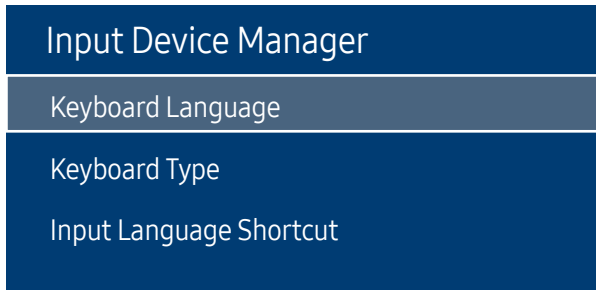 Input Device Manager
Keyboard Language
Keyboard Type
Input Language Shortcut